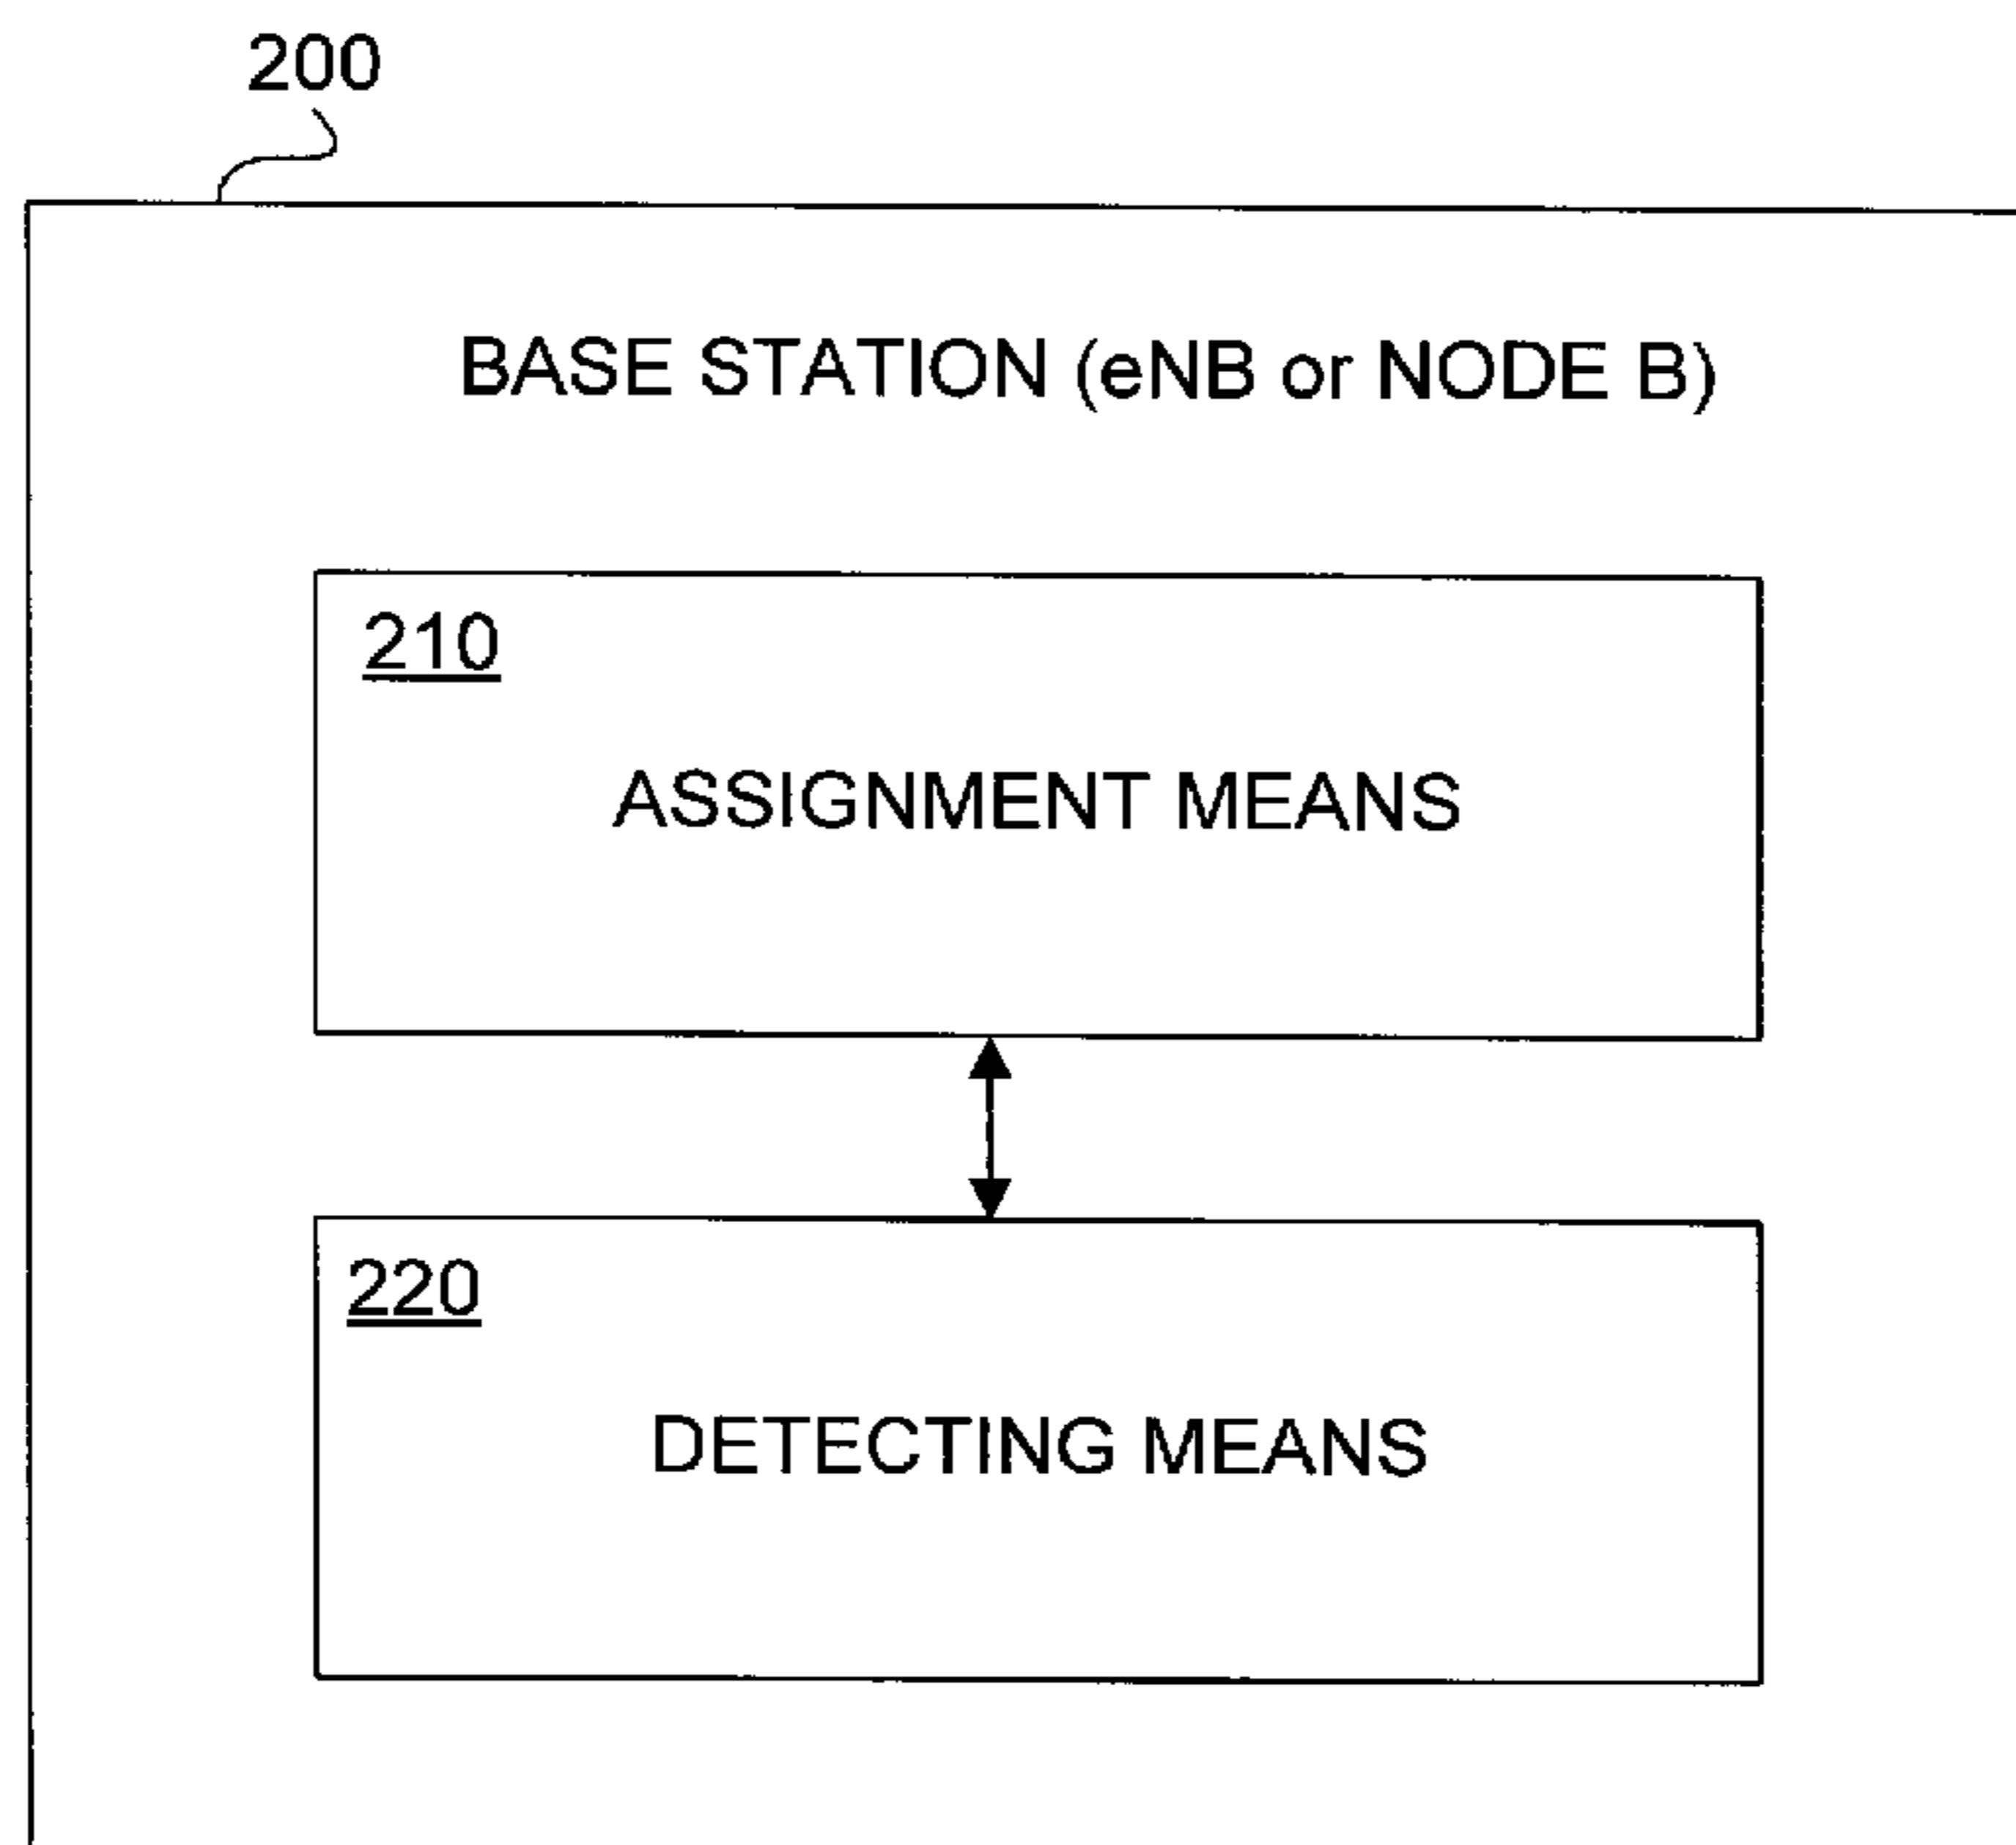 200
BASE STATION (eNB or NODE B)
210
ASSIGNMENT MEANS
220
DETECTING MEANS